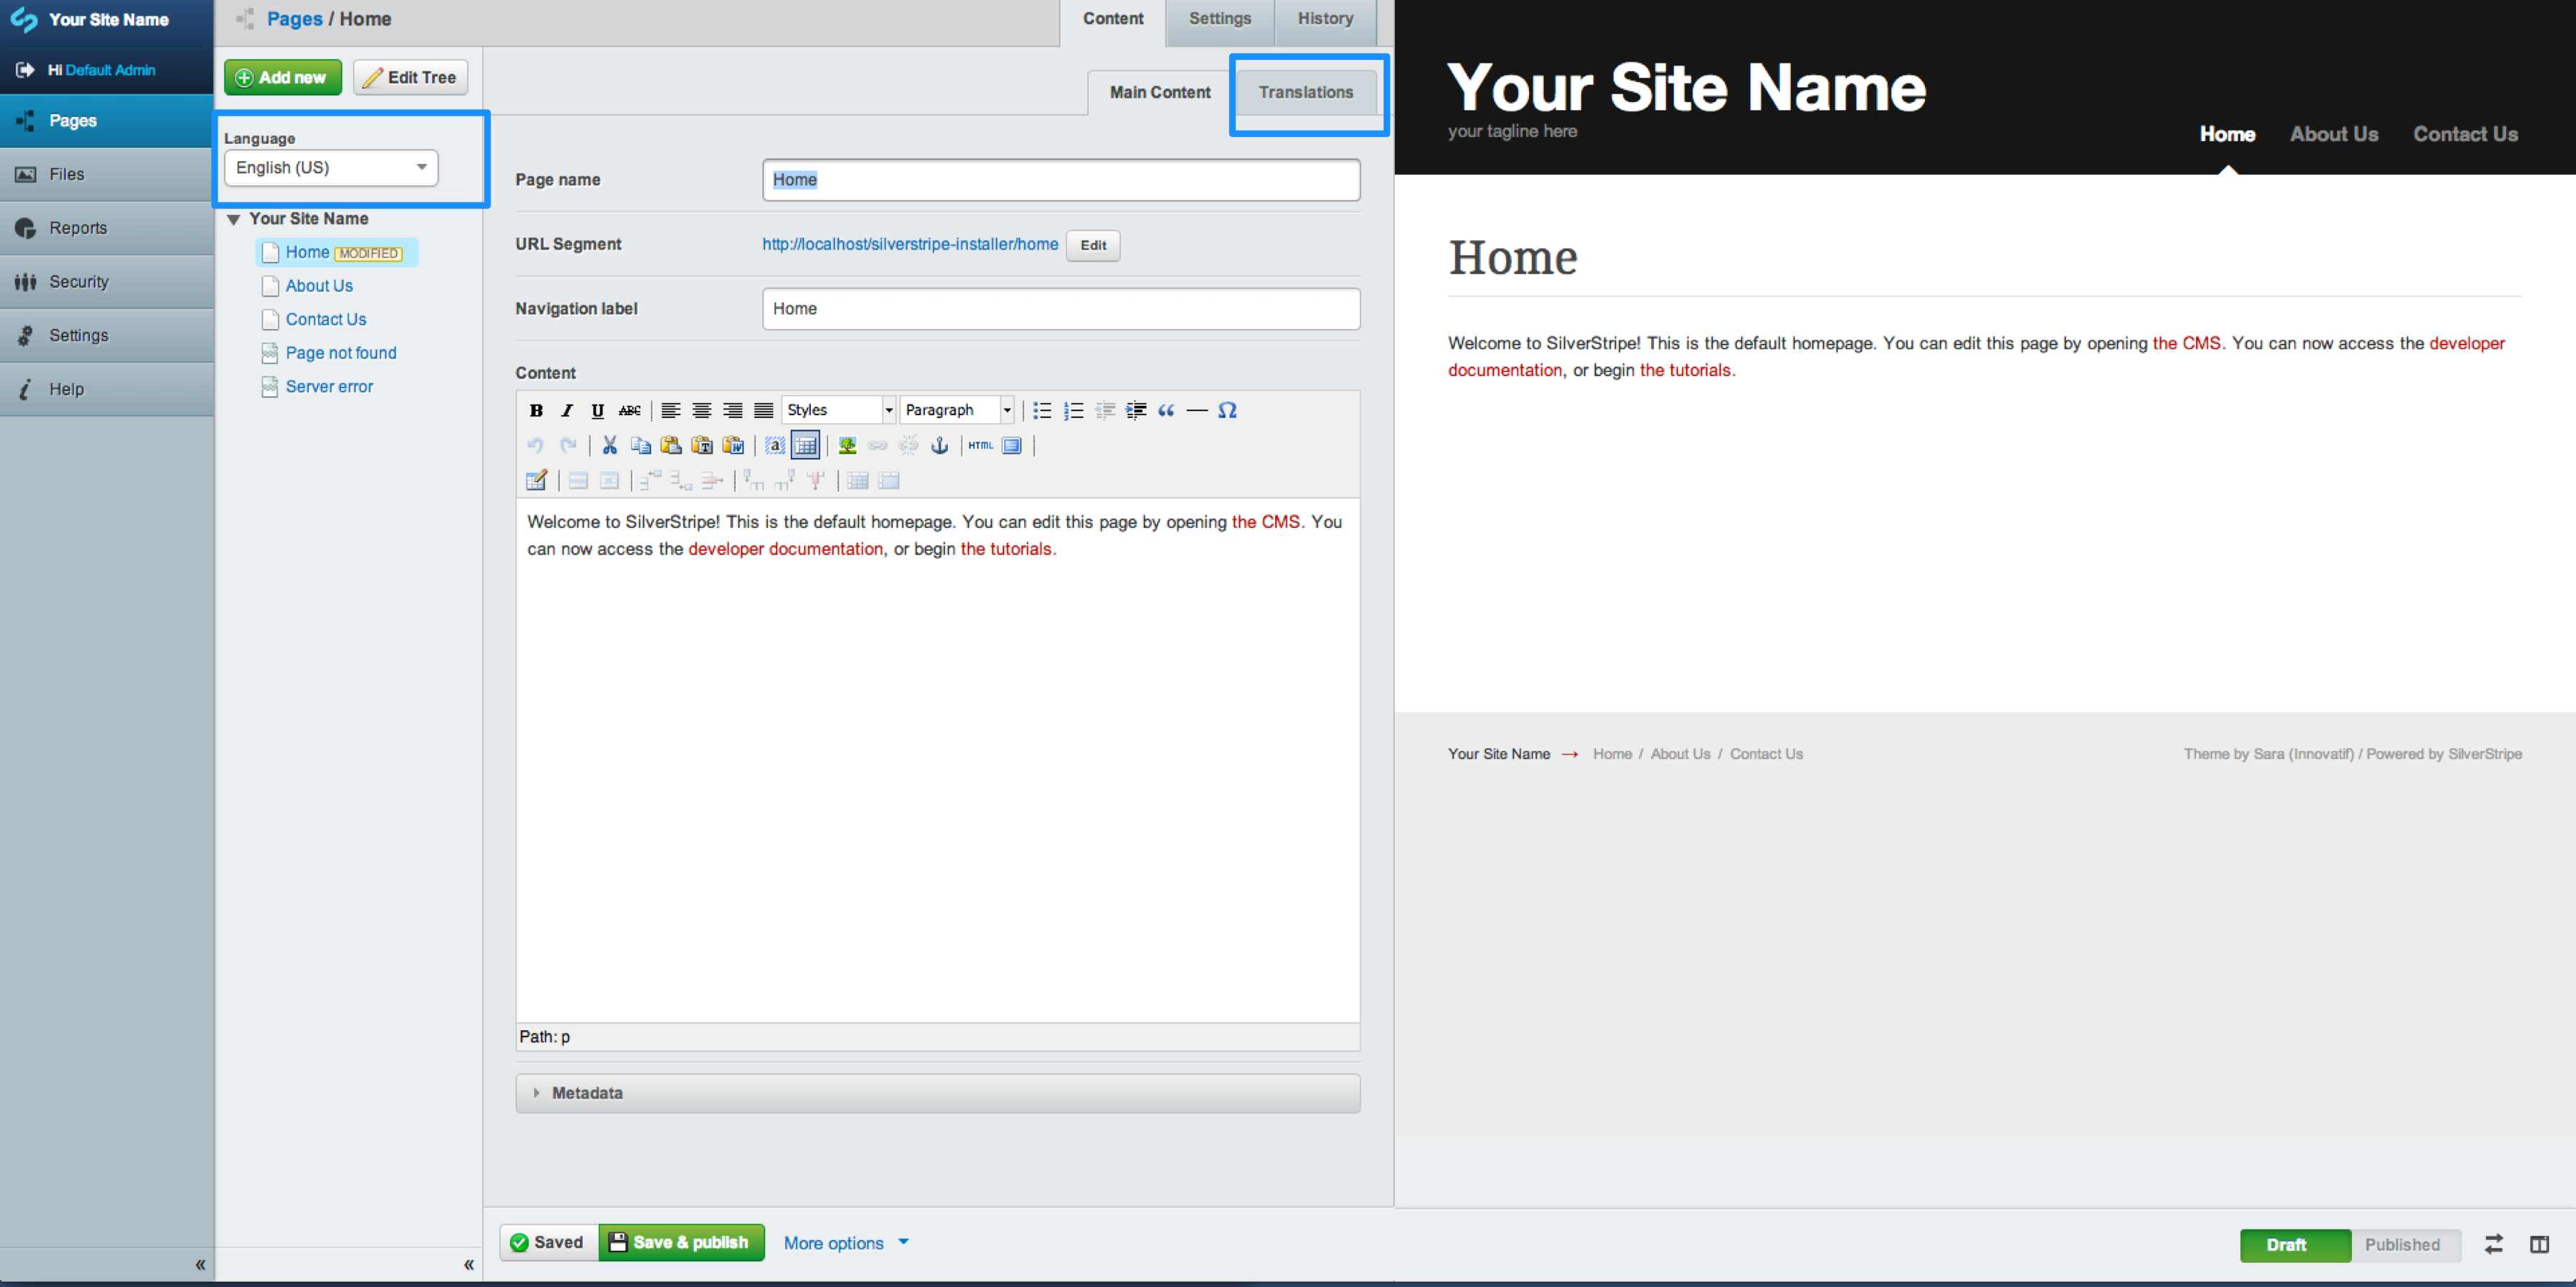 Your Site Name
Hi Default Admin
Pages
Files
Reports
Security
Settings
Help
«
Pages / Home
Content
Settings
History
Add new
Edit Tree
Language
English (US)
Your Site Name
Home MODIFIED
About Us
Contact Us
Page not found
Server error
«
Main Content
Translations
Page name
Home
URL Segment
http://localhost/silverstripe-installer/home
Edit
Navigation label
Home
Content
B I U ABC Styles Paragraph “ — Ω
a HTML
Welcome to SilverStripe! This is the default homepage. You can edit this page by opening the CMS. You
can now access the developer documentation, or begin the tutorials.
Path: p
Metadata
Saved
Save & publish
More options
Your Site Name
your tagline here
Home
About Us
Contact Us
Home
Welcome to SilverStripe! This is the default homepage. You can edit this page by opening the CMS. You can now access the developer
documentation, or begin the tutorials.
Your Site Name → Home / About Us / Contact Us
Theme by Sara (Innovatif) / Powered by SilverStripe
Draft
Published